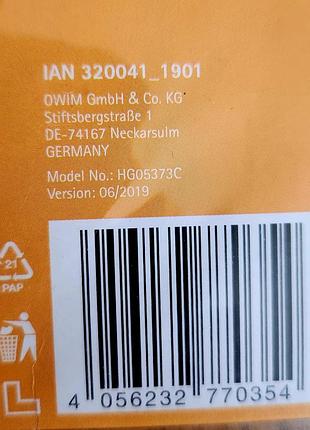 IAN 320041_1901
OWIM GmbH & Co. KG
Stiftsbergstraße 1
DE-74167 Neckarsulm
GERMANY
Model No.: HG05373C
Version: 06/2019
21
PAP
4 056232 770354